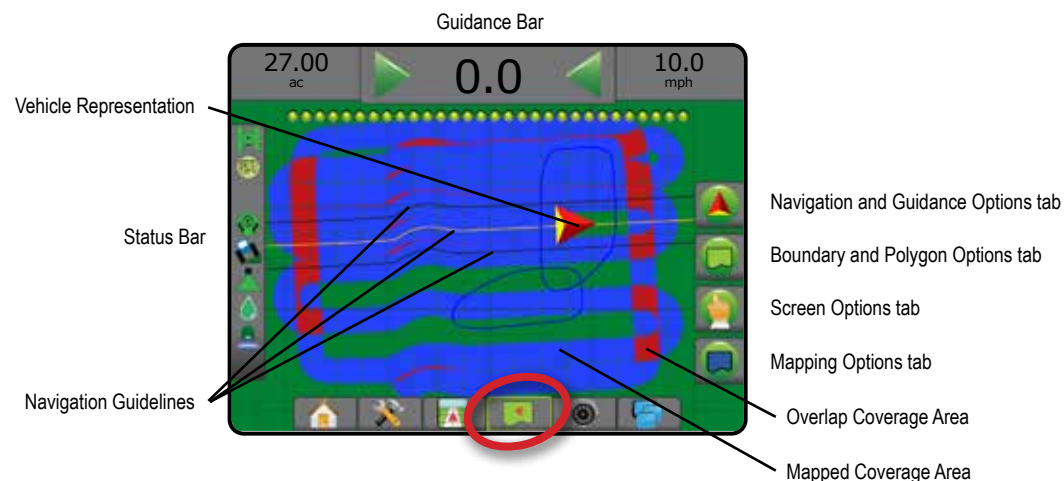 Guidance Bar
27.00
ac
0.0
10.0
mph
Vehicle Representation
Status Bar
Navigation Guidelines
Navigation and Guidance Options tab
Boundary and Polygon Options tab
Screen Options tab
Mapping Options tab
Overlap Coverage Area
Mapped Coverage Area